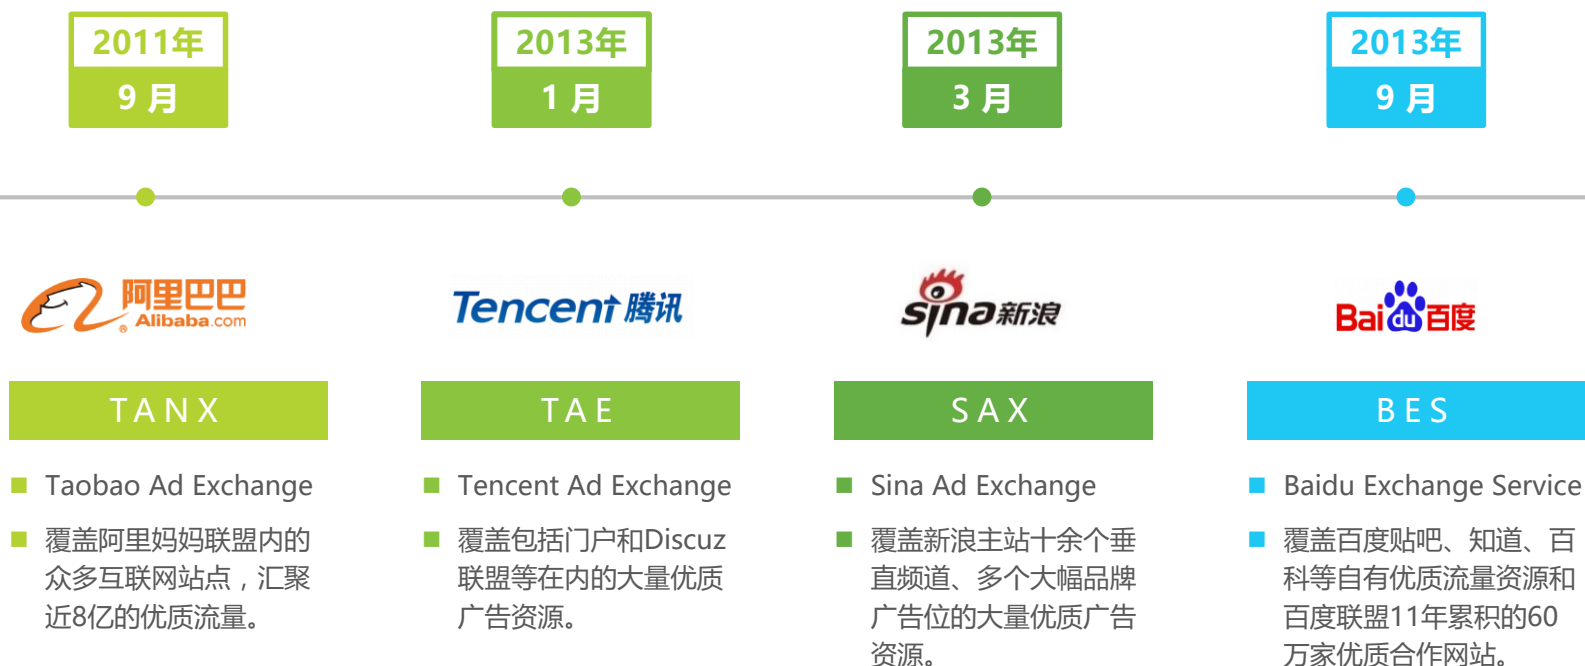 2011年
9 月
2013年
1 月
2013年
3 月
2013年
9 月
阿里巴巴
®
Alibaba.com
Tencent 腾讯
sina新浪
Bai du 百度
TANX
TAE
SAX
BES
Taobao Ad Exchange
覆盖阿里妈妈联盟内的
众多互联网站点，汇聚
近8亿的优质流量。
Tencent Ad Exchange
覆盖包括门户和Discuz
联盟等在内的大量优质
广告资源。
Sina Ad Exchange
覆盖新浪主站十余个垂
直频道、多个大幅品牌
广告位的大量优质广告
资源。
Baidu Exchange Service
覆盖百度贴吧、知道、百
科等自有优质流量资源和
百度联盟11年累积的60
万家优质合作网站。